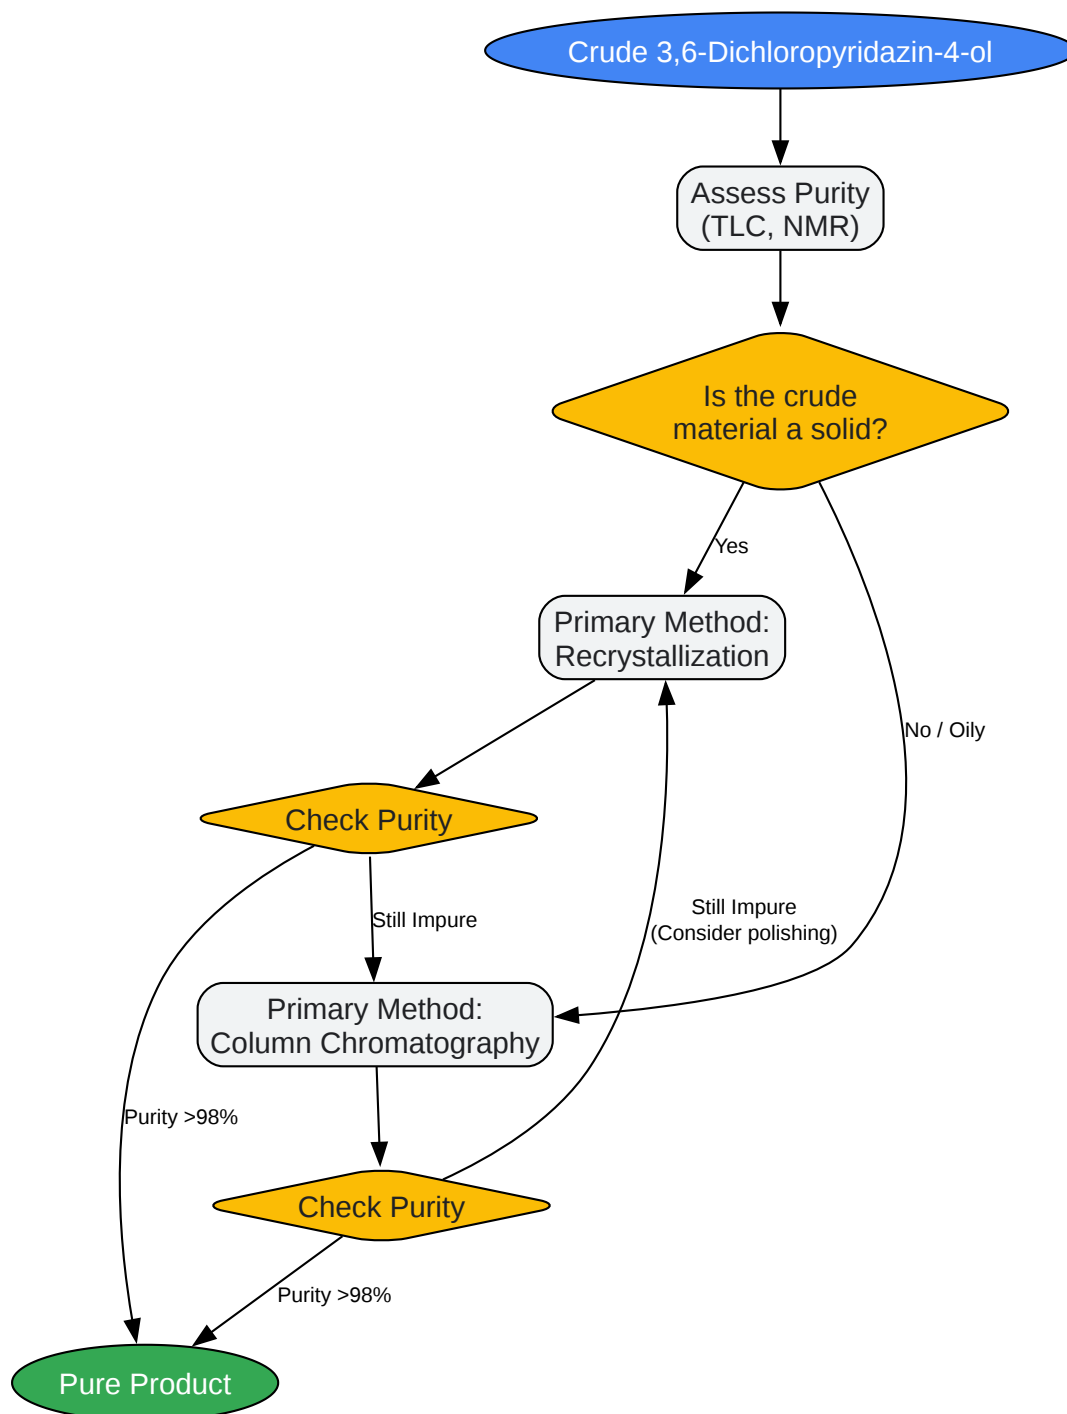 Crude 3,6-Dichloropyridazin-4-ol
Assess Purity
(TLC, NMR)
Is the crude
material a solid?
Yes
Primary Method:
Recrystallization
No / Oily
Check Purity
Still Impure
Still Impure
(Consider polishing)
Primary Method:
Column Chromatography
Purity >98%
Check Purity
Purity >98%
Pure Product